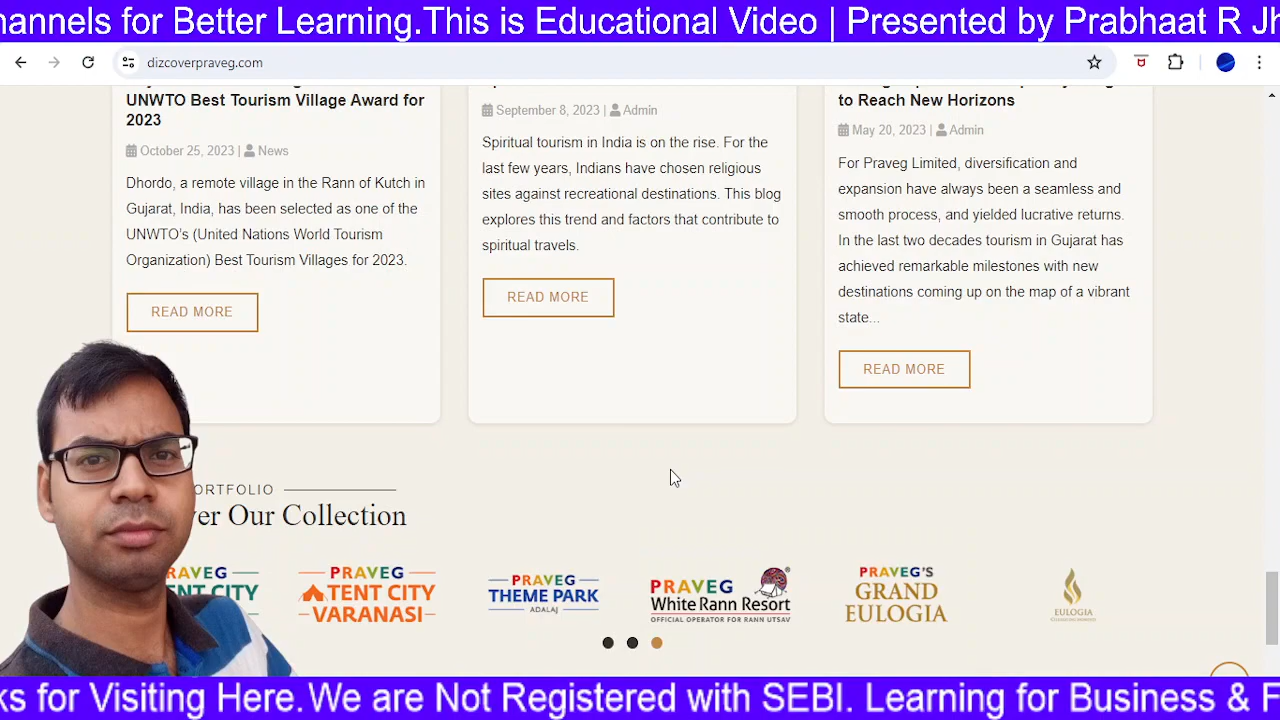 hannels for Better Learning.This is Educational Video | Presented by Prabhaat R Jh
dizcoverpraveg.com
UNWTO Best Tourism Village Award for
2023
October 25, 2023 | News
Dhordo, a remote village in the Rann of Kutch in
Gujarat, India, has been selected as one of the
UNWTO's (United Nations World Tourism
Organization) Best Tourism Villages for 2023.
READ MORE
September 8, 2023 | Admin
Spiritual tourism in India is on the rise. For the
last few years, Indians have chosen religious
sites against recreational destinations. This blog
explores this trend and factors that contribute to
spiritual travels.
READ MORE
to Reach New Horizons
May 20, 2023 | Admin
For Praveg Limited, diversification and
expansion have always been a seamless and
smooth process, and yielded lucrative returns.
In the last two decades tourism in Gujarat has
achieved remarkable milestones with new
destinations coming up on the map of a vibrant
state...
READ MORE
ORTFOLIO
ver Our Collection
RAVEG
ENT CITY
PRAVEG
TENT CITY
VARANASI
PRAVEG
THEME PARK
ADALAJ
PRAVEG
White Rann Resort
OFFICIAL OPERATOR FOR RANN UTSAV
PRAVEG'S
GRAND
EULOGIA
EULOGIA
ks for Visiting Here.We are Not Registered with SEBI. Learning for Business & F